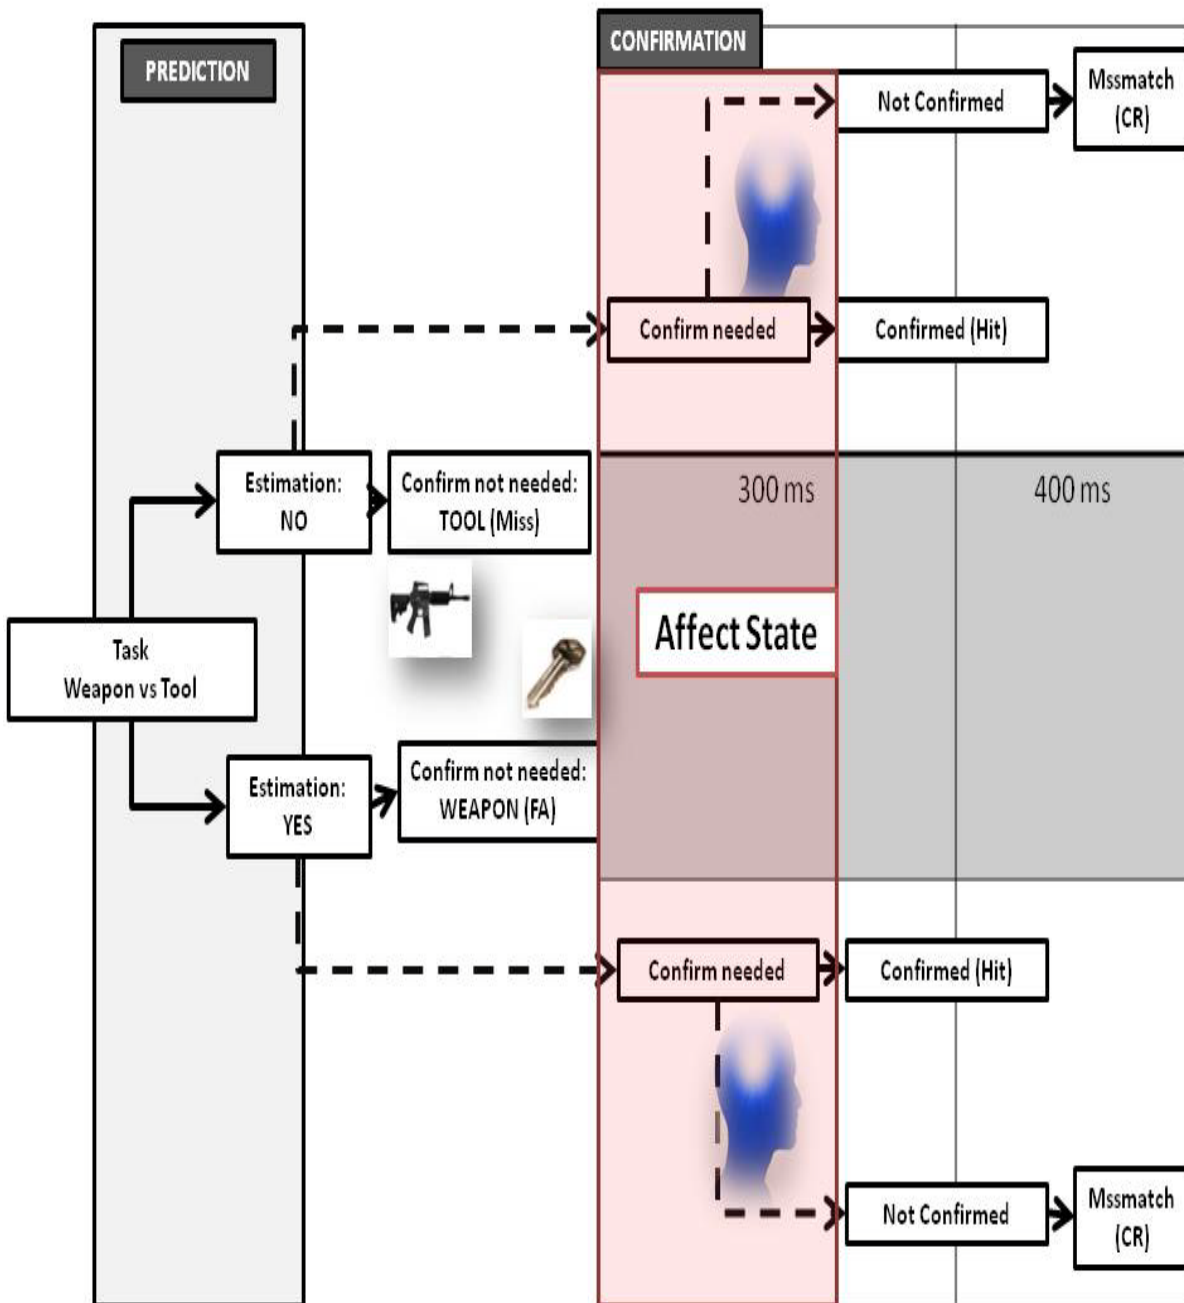 PREDICTION
CONFIRMATION
Not Confirmed
Mssmatch
(CR)
Confirm needed
Confirmed (Hit)
Estimation:
NO
Confirm not needed:
TOOL (Miss)
300 ms
400 ms
Task
Weapon vs Tool
Affect State
Estimation:
YES
Confirm not needed:
WEAPON (FA)
Confirm needed
Confirmed (Hit)
Not Confirmed
Mssmatch
(CR)